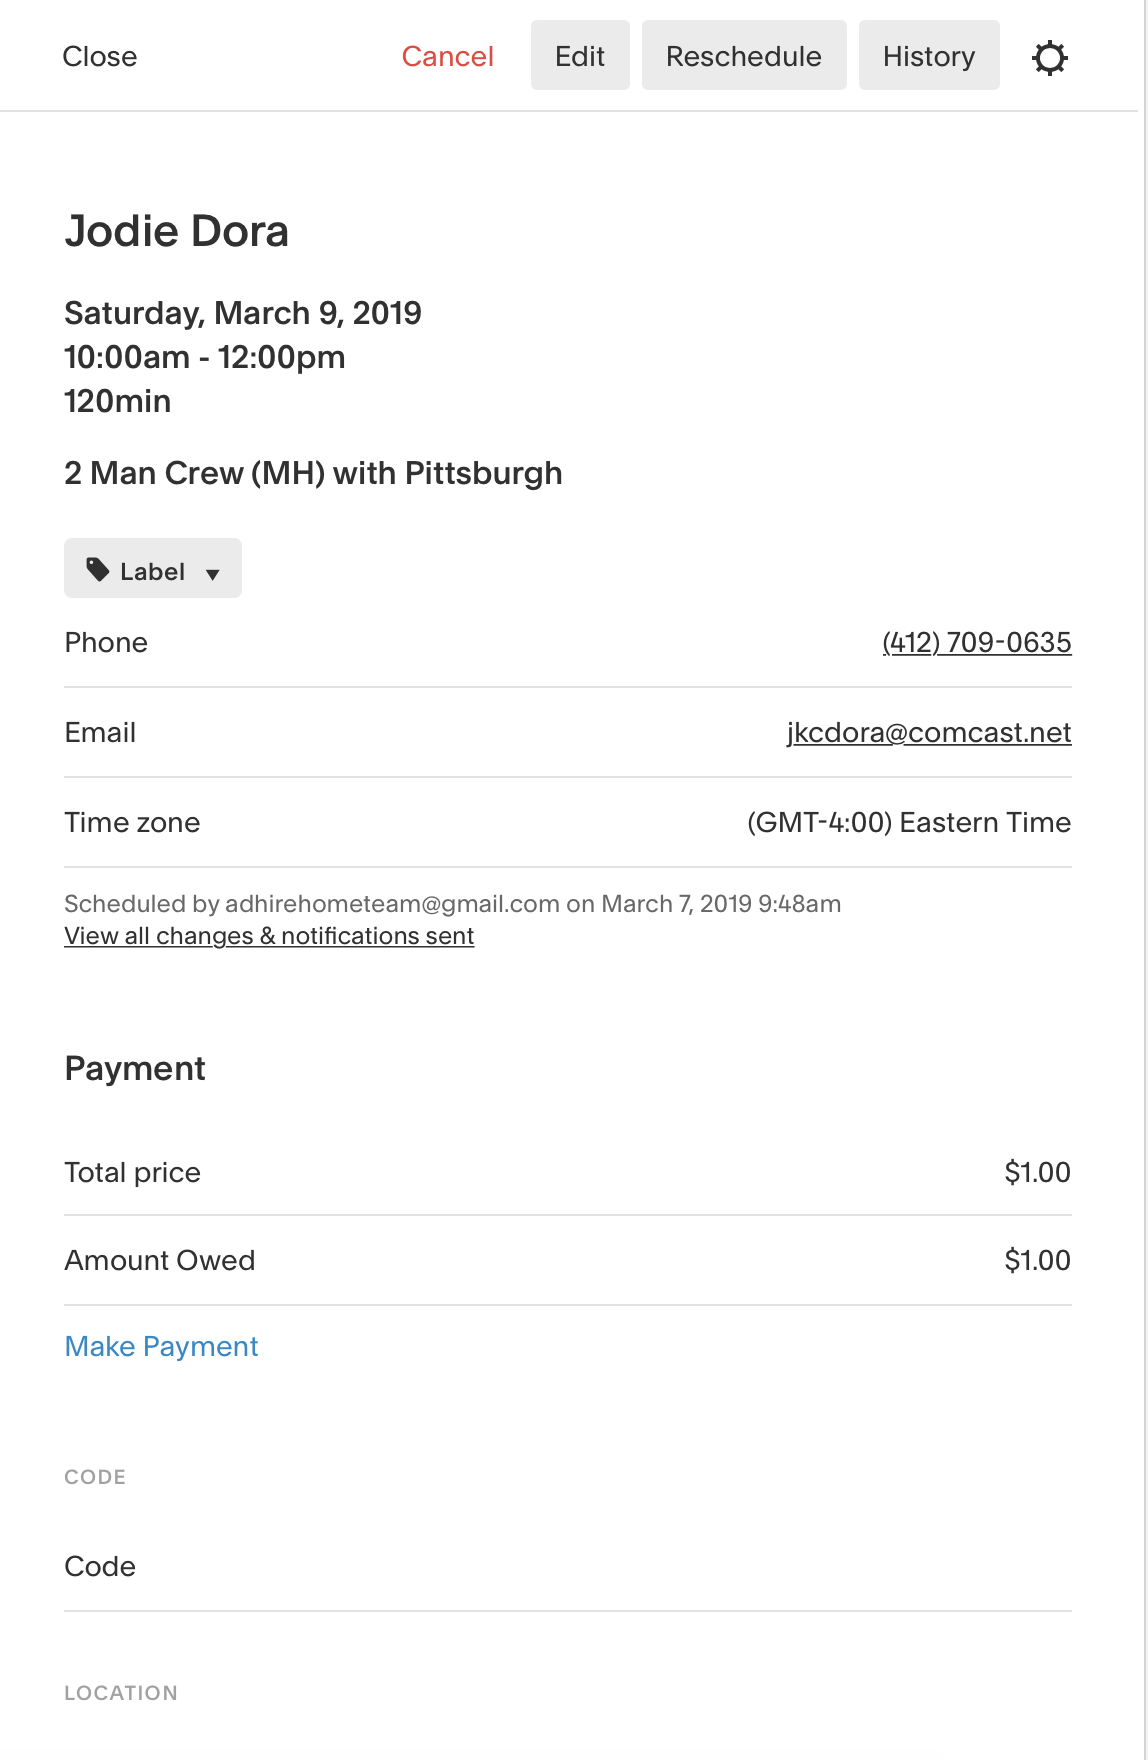 Close Cancel Edit Reschedule History
Jodie Dora
Saturday, March 9, 2019
10:00am - 12:00pm
120min
2 Man Crew (MH) with Pittsburgh
Label
Phone (412) 709-0635
Email jkcdora@comcast.net
Time zone (GMT-4:00) Eastern Time
Scheduled by adhirehometeam@gmail.com on March 7, 2019 9:48am
View all changes & notifications sent
Payment
Total price $1.00
Amount Owed $1.00
Make Payment
CODE
Code
LOCATION